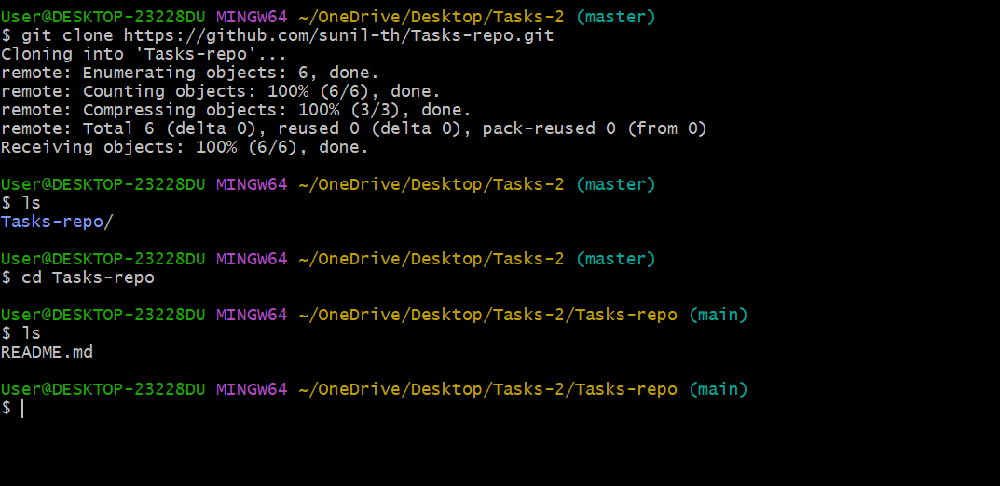 User@DESKTOP-23228DU MINGW64 ~/OneDrive/Desktop/Tasks-2 (master)
$ git clone https://github.com/sunil-th/Tasks-repo.git
Cloning into 'Tasks-repo'...
remote: Enumerating objects: 6, done.
remote: Counting objects: 100% (6/6), done.
remote: Compressing objects: 100% (3/3), done.
remote: Total 6 (delta 0), reused 0 (delta 0), pack-reused 0 (from 0)
Receiving objects: 100% (6/6), done.
User@DESKTOP-23228DU MINGW64 ~/OneDrive/Desktop/Tasks-2 (master)
$ ls
Tasks-repo/
User@DESKTOP-23228DU MINGW64 ~/OneDrive/Desktop/Tasks-2 (master)
$ cd Tasks-repo
User@DESKTOP-23228DU MINGW64 ~/OneDrive/Desktop/Tasks-2/Tasks-repo (main)
$ ls
README.md
User@DESKTOP-23228DU MINGW64 ~/OneDrive/Desktop/Tasks-2/Tasks-repo (main)
$